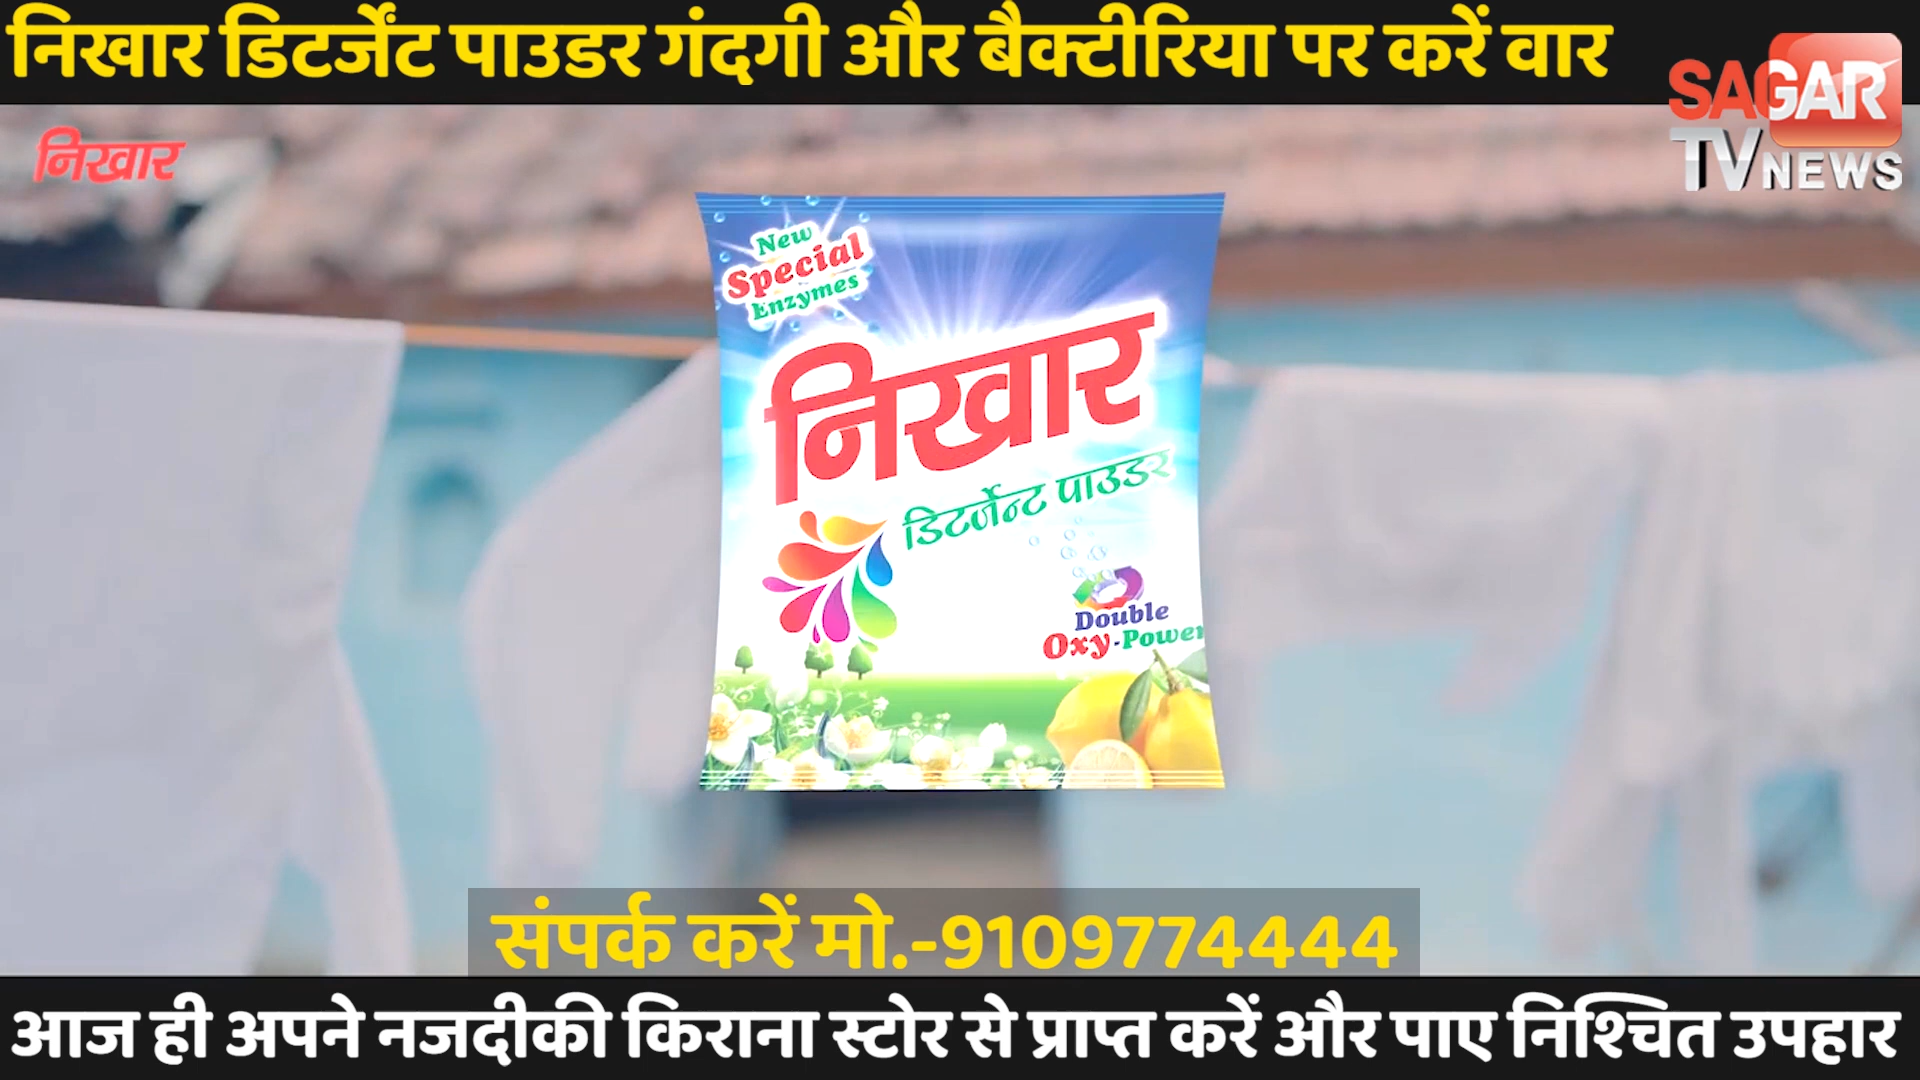 निखार डिटर्जेंट पाउडर गंदगी और बैक्टीरिया पर करें वार
SAGAR
TV NEWS
निखार
New
Special
Enzymes
निखार
डिटर्जेन्ट पाउडर
Double
Oxy-Power
संपर्क करें मो.-9109774444
आज ही अपने नजदीकी किराना स्टोर से प्राप्त करें और पाए निश्चित उपहार